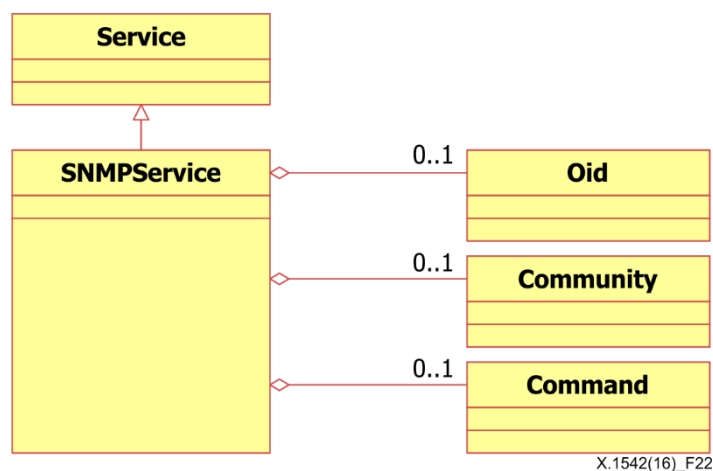 Service
SNMPService
0..1
Oid
0..1
Community
0..1
Command
X.1542(16)_F22